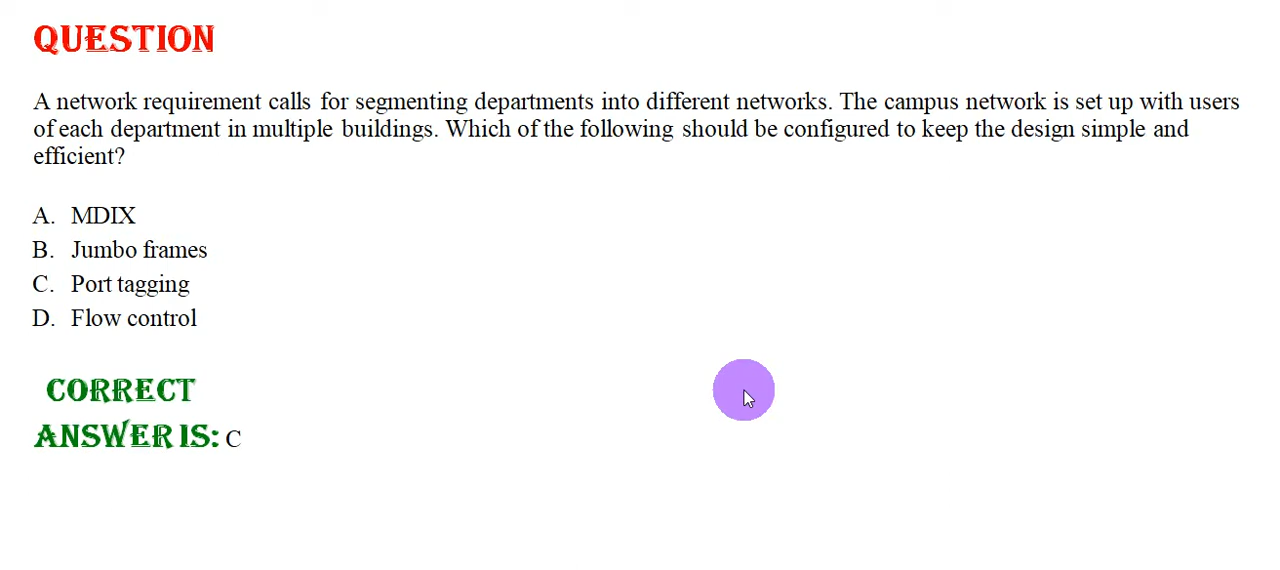 QUESTION
A network requirement calls for segmenting departments into different networks. The campus network is set up with users
of each department in multiple buildings. Which of the following should be configured to keep the design simple and
efficient?
A. MDIX
B. Jumbo frames
C. Port tagging
D. Flow control
CORRECT
ANSWER IS: C